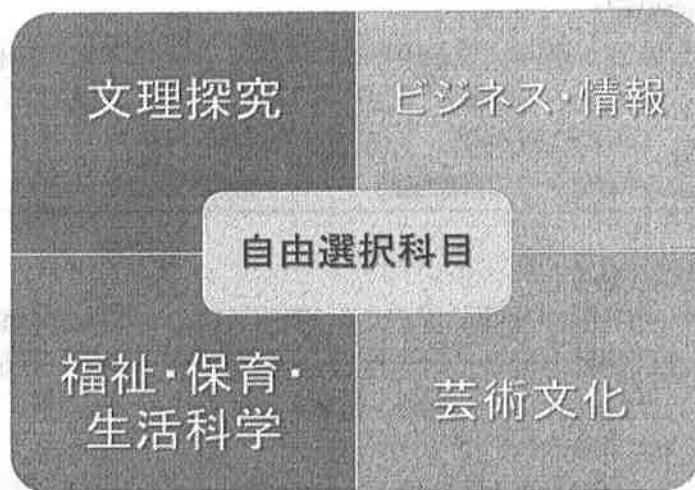 文理探究
ビジネス・情報
自由選択科目
福祉・保育・
生活科学
芸術文化